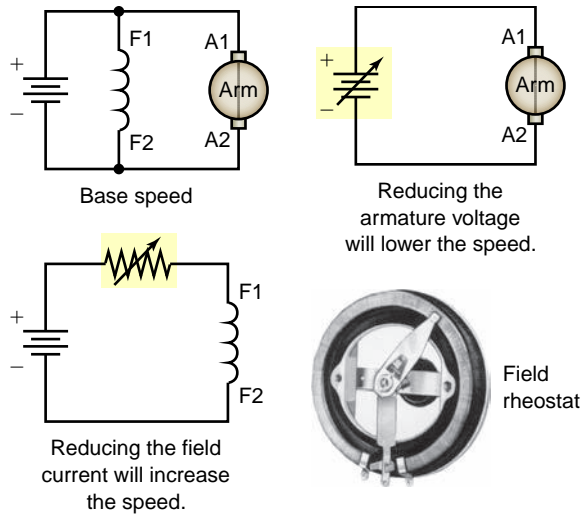 F1
A1
+
Arm
−
F2
A2
Base speed
A1
+
Arm
−
A2
Reducing the
armature voltage
will lower the speed.
F1
+
−
F2
Reducing the field
current will increase
the speed.
Field
rheostat